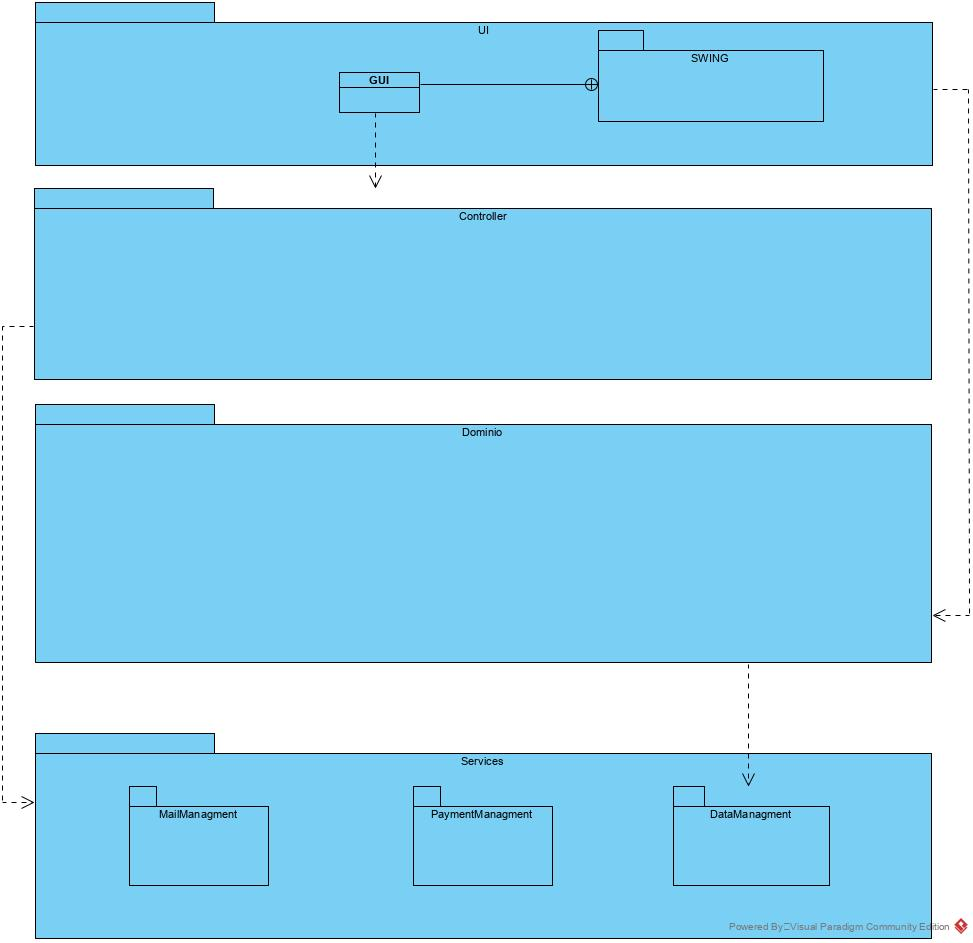 UI
SWING
GUI
Controller
Dominio
Services
MailManagment
PaymentManagment
DataManagment
Powered By Visual Paradigm Community Edition